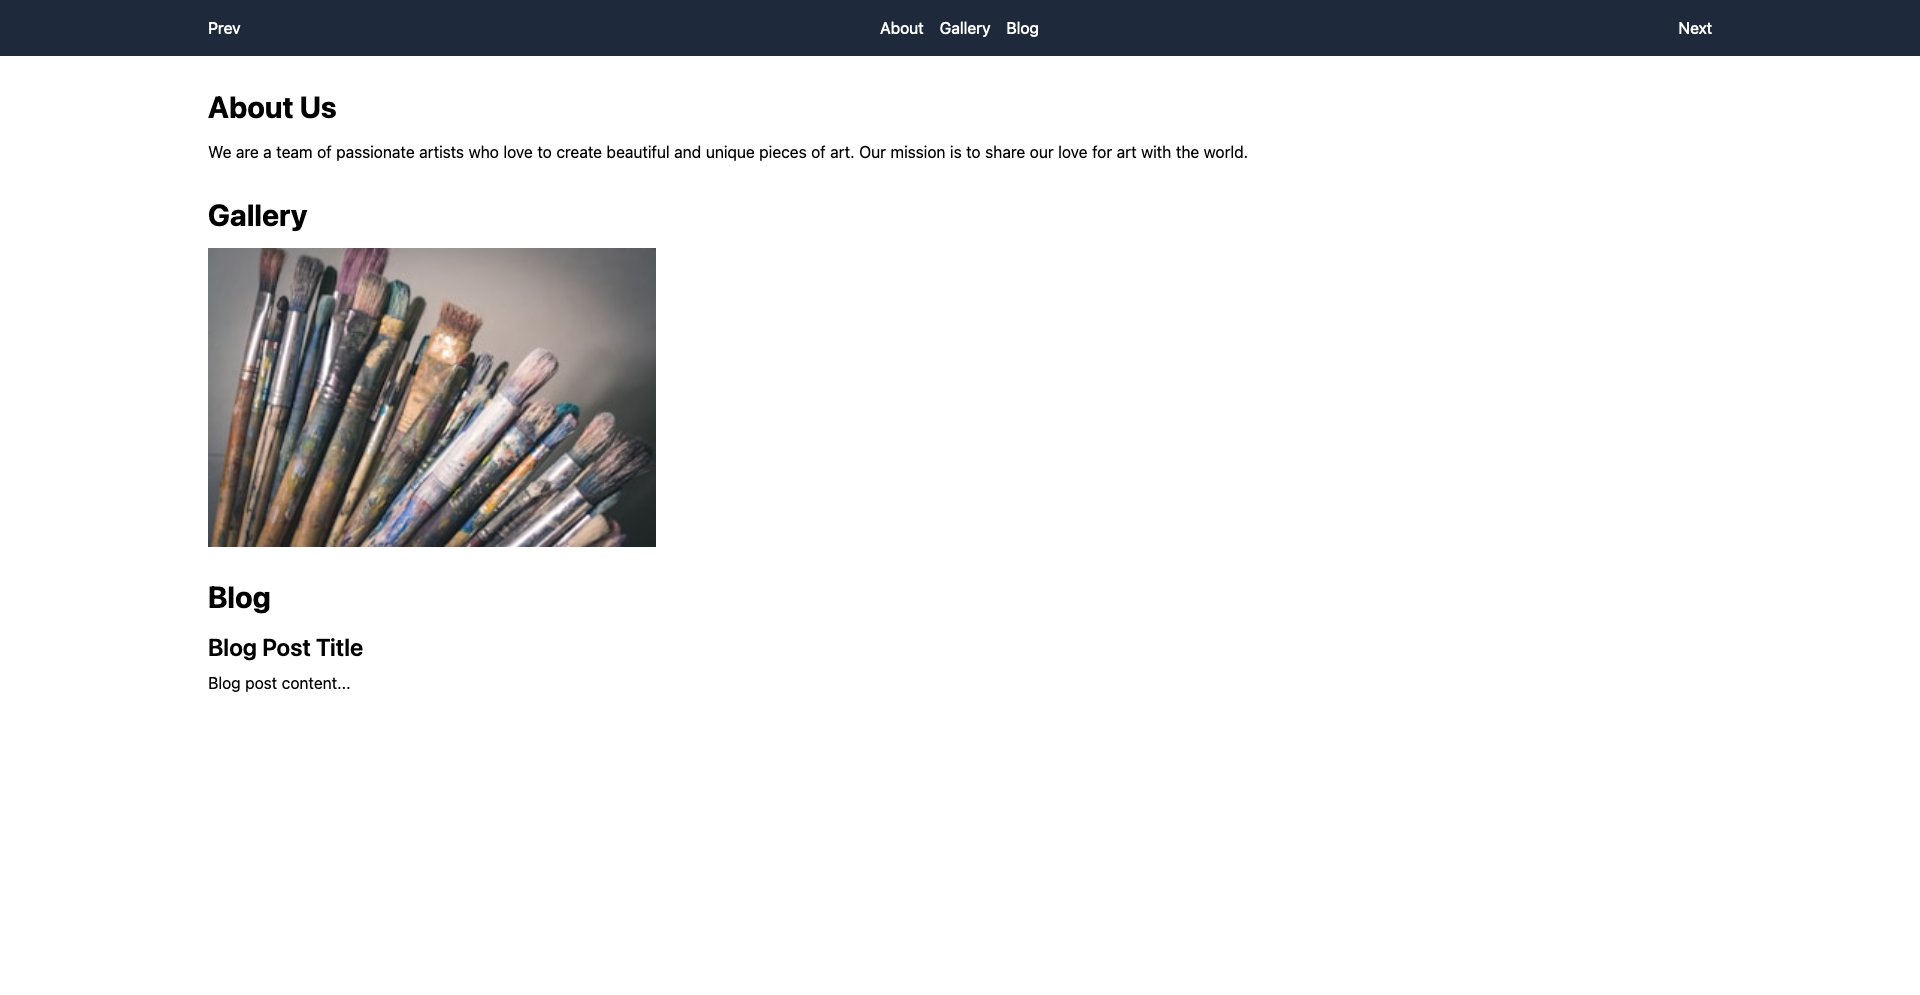 Prev
About Gallery Blog
Next
About Us
We are a team of passionate artists who love to create beautiful and unique pieces of art. Our mission is to share our love for art with the world.
Gallery
Blog
Blog Post Title
Blog post content...